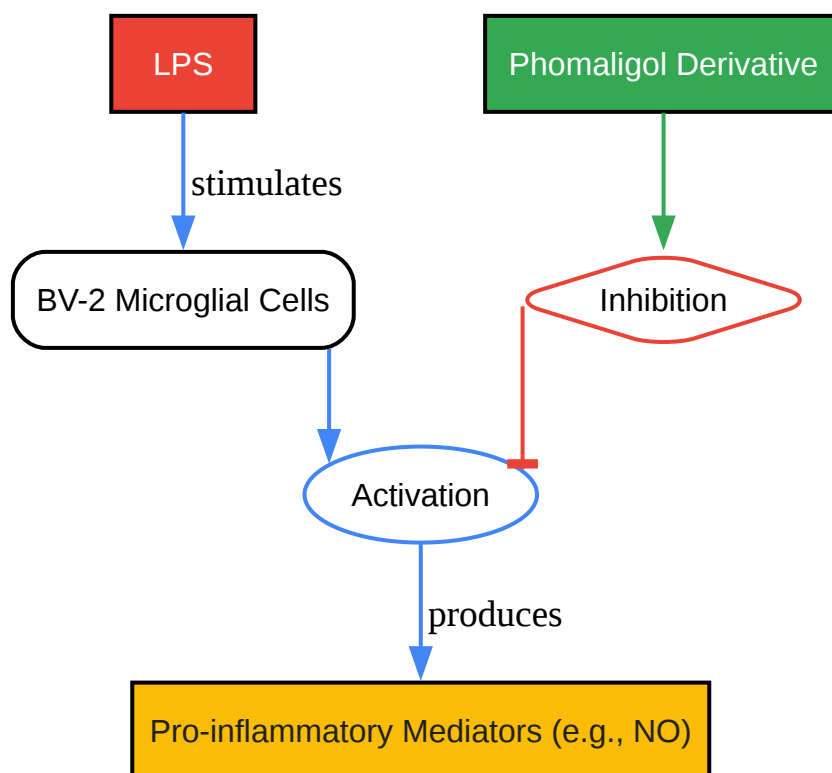 LPS
Phomaligol Derivative
stimulates
BV-2 Microglial Cells
Inhibition
Activation
produces
Pro-inflammatory Mediators (e.g., NO)